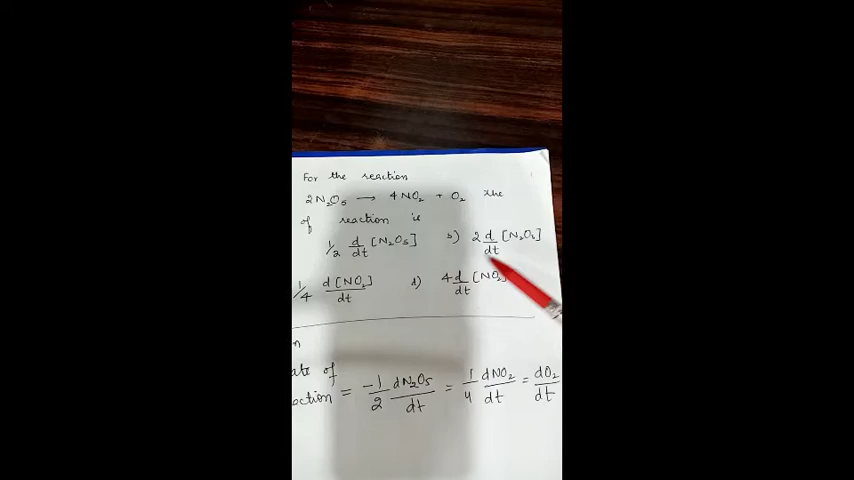 For the reaction
2N₂O₅ → 4NO₂ + O₂ the
of reaction is
1/2 d/dt [N₂O₅] b) 2 d/dt [N₂O₅]
1/4 d[NO₂]/dt d) 4 d/dt [NO₂]
n
ate of
action = -1/2 dN₂O₅/dt = 1/4 dNO₂/dt = dO₂/dt